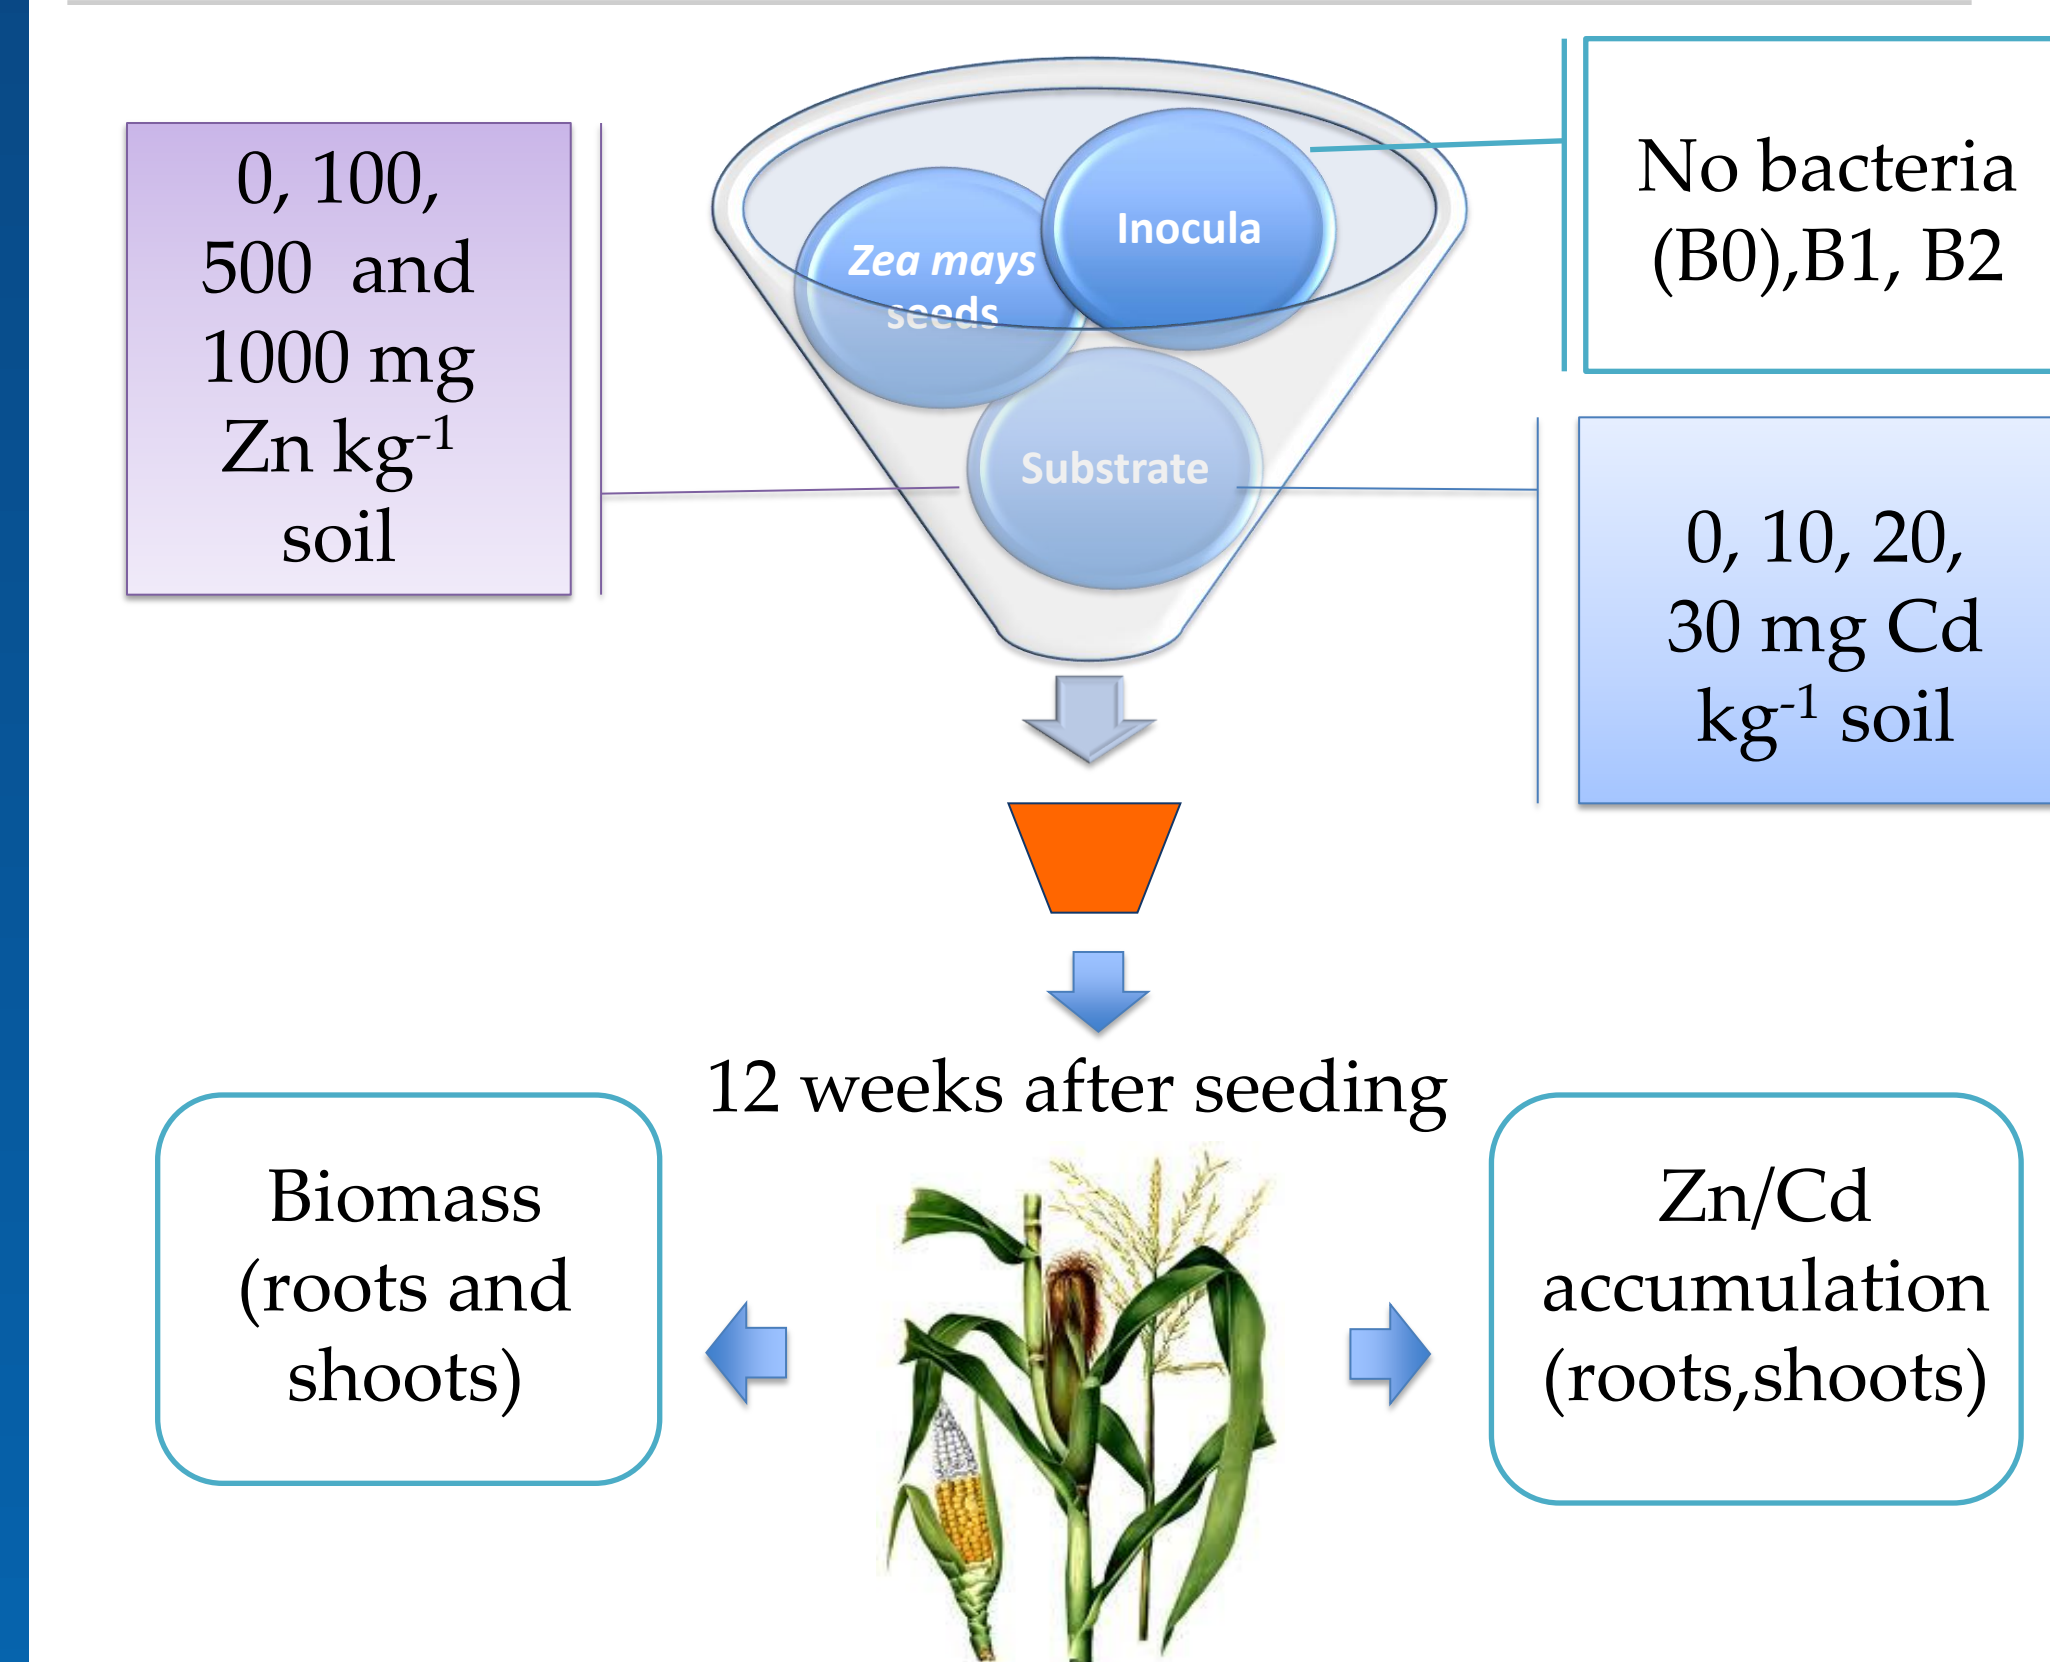 0, 100,
500 and
1000 mg
Zn kg⁻¹
soil
Zea mays
seeds
Inocula
Substrate
No bacteria
(B0),B1, B2
0, 10, 20,
30 mg Cd
kg⁻¹ soil
12 weeks after seeding
Biomass
(roots and
shoots)
Zn/Cd
accumulation
(roots,shoots)